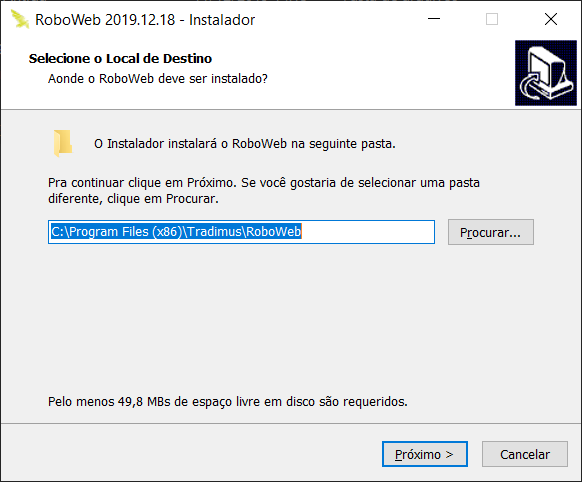 RoboWeb 2019.12.18 - Instalador
Selecione o Local de Destino
Aonde o RoboWeb deve ser instalado?
O Instalador instalará o RoboWeb na seguinte pasta.
Pra continuar clique em Próximo. Se você gostaria de selecionar uma pasta
diferente, clique em Procurar.
C:\Program Files (x86)\Tradimus\RoboWeb
Procurar...
Pelo menos 49,8 MBs de espaço livre em disco são requeridos.
Próximo >
Cancelar